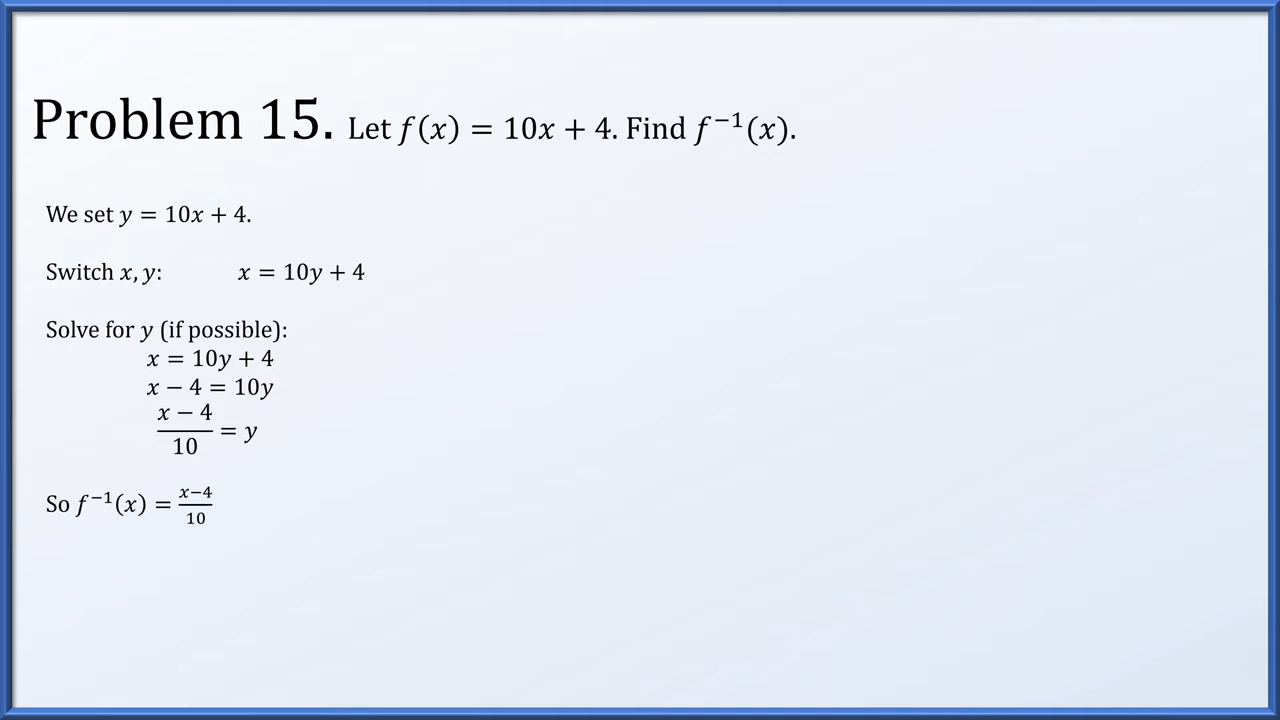 Problem 15. Let f(x) = 10x + 4. Find f⁻¹(x).
We set y = 10x + 4.
Switch x, y: x = 10y + 4
Solve for y (if possible):
x = 10y + 4
x − 4 = 10y
(x − 4)/10 = y
So f⁻¹(x) = (x−4)/10